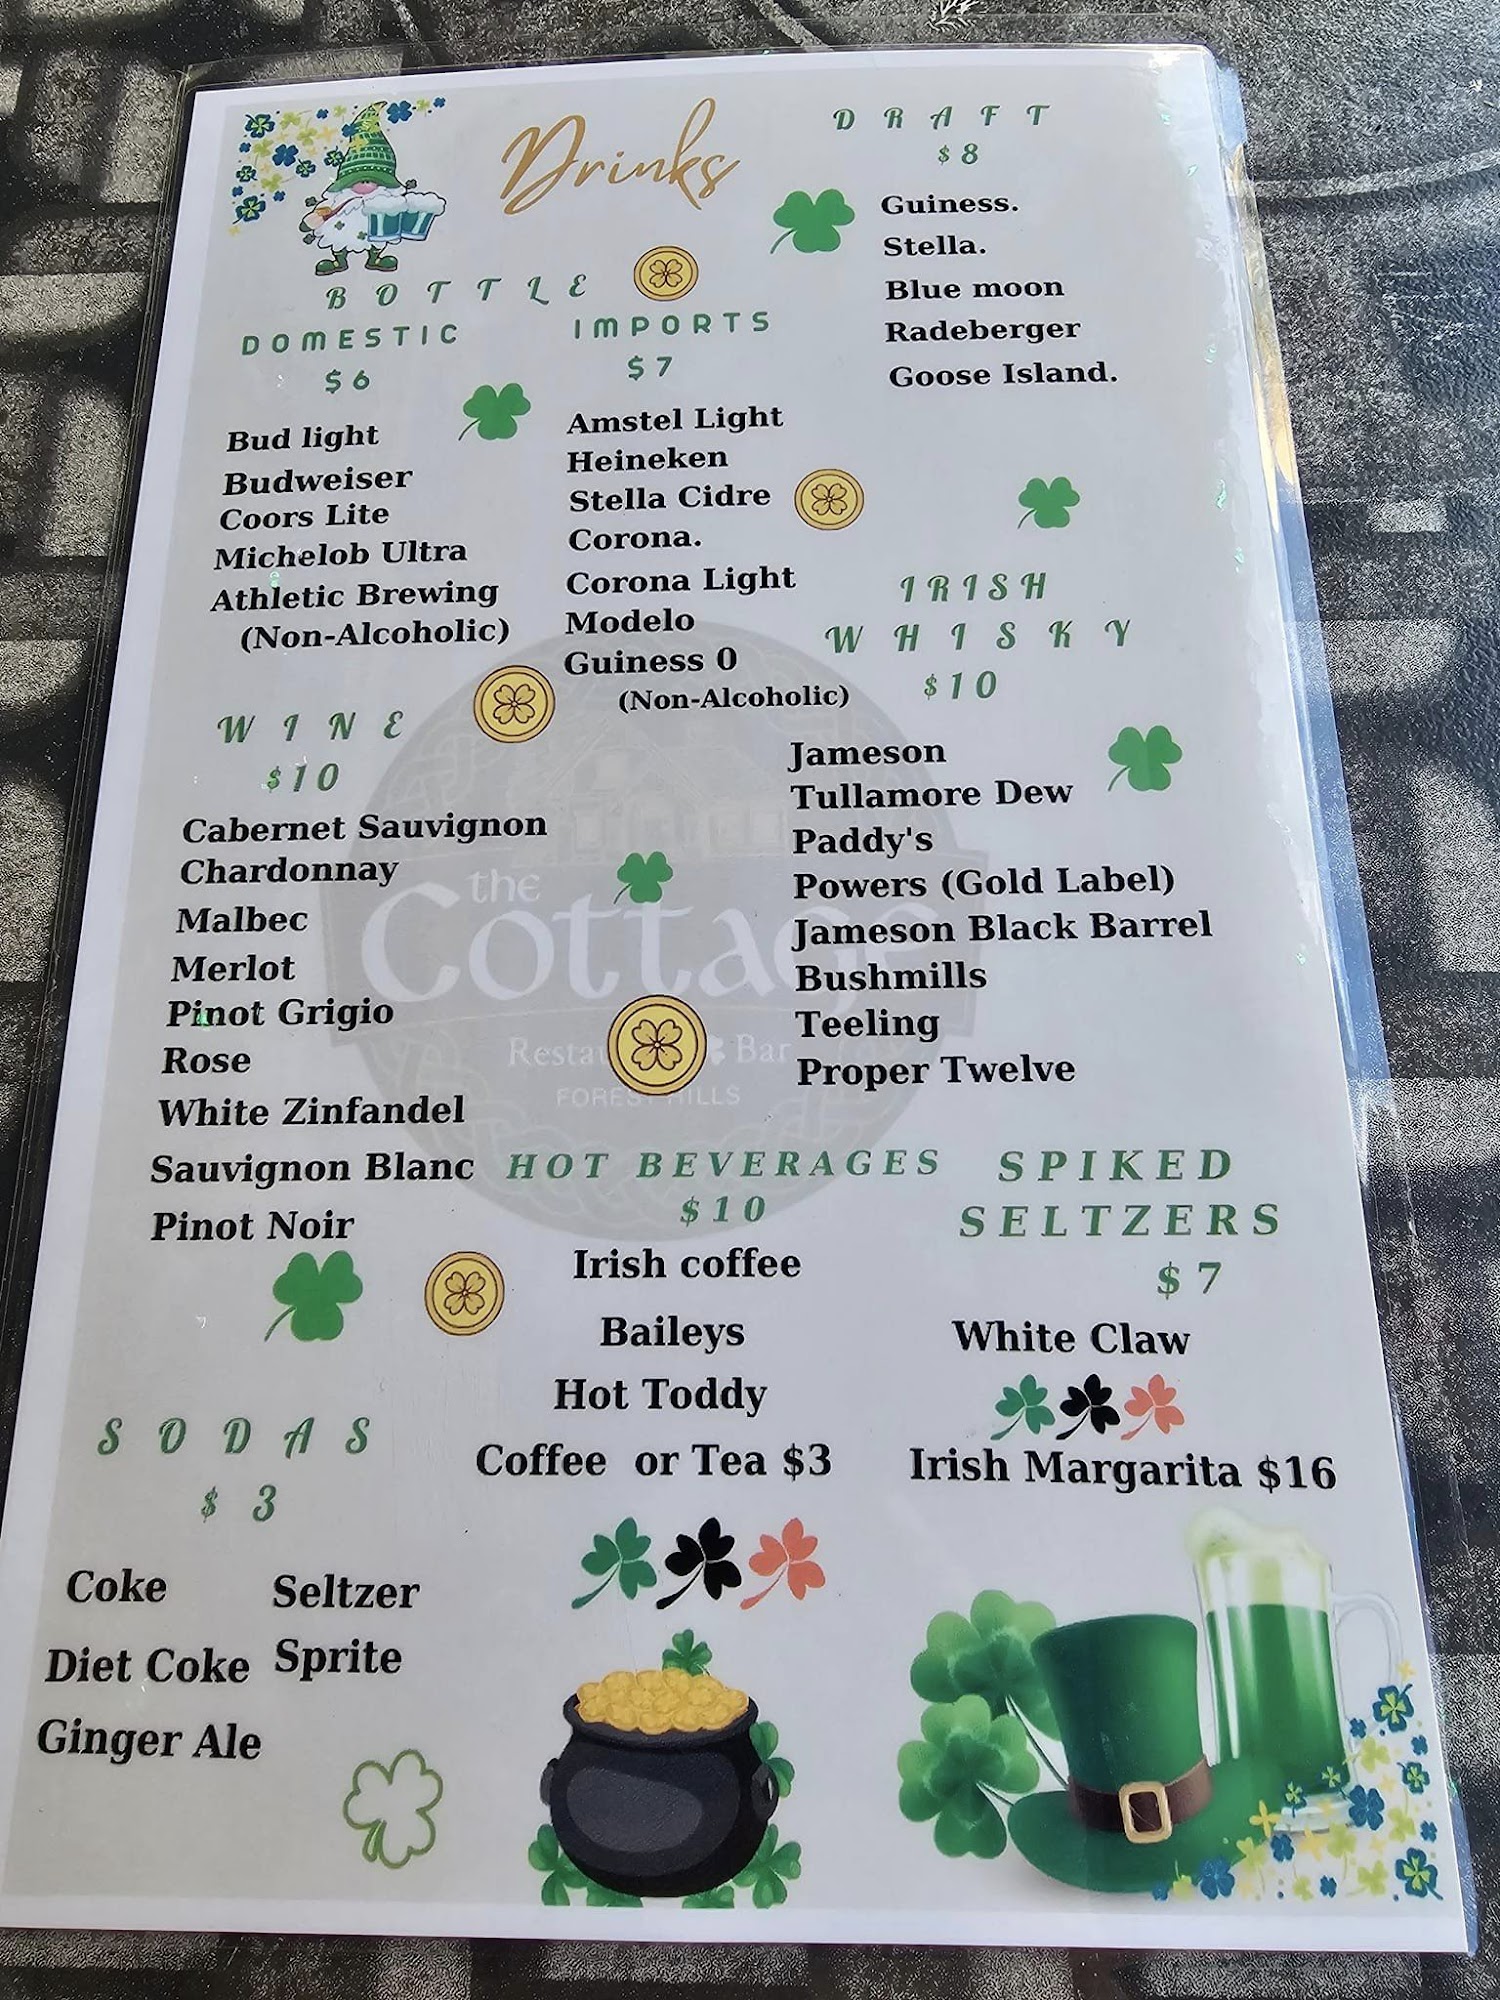 Drinks
DRAFT
$8
Guiness.
Stella.
Blue moon
Radeberger
Goose Island.
BOTTLE
DOMESTIC
$6
Bud light
Budweiser
Coors Lite
Michelob Ultra
Athletic Brewing
(Non-Alcoholic)
IMPORTS
$7
Amstel Light
Heineken
Stella Cidre
Corona.
Corona Light
Modelo
Guiness 0
(Non-Alcoholic)
IRISH
WHISKY
$10
Jameson
Tullamore Dew
Paddy's
Powers (Gold Label)
Jameson Black Barrel
Bushmills
Teeling
Proper Twelve
WINE
$10
Cabernet Sauvignon
Chardonnay
Malbec
Merlot
Pinot Grigio
Rose
White Zinfandel
Sauvignon Blanc
Pinot Noir
the
Cottage
Bar
FOREST HILLS
HOT BEVERAGES
$10
Irish coffee
Baileys
Hot Toddy
Coffee or Tea $3
SPIKED
SELTZERS
$7
White Claw
Irish Margarita $16
SODAS
$3
Coke
Diet Coke
Ginger Ale
Seltzer
Sprite